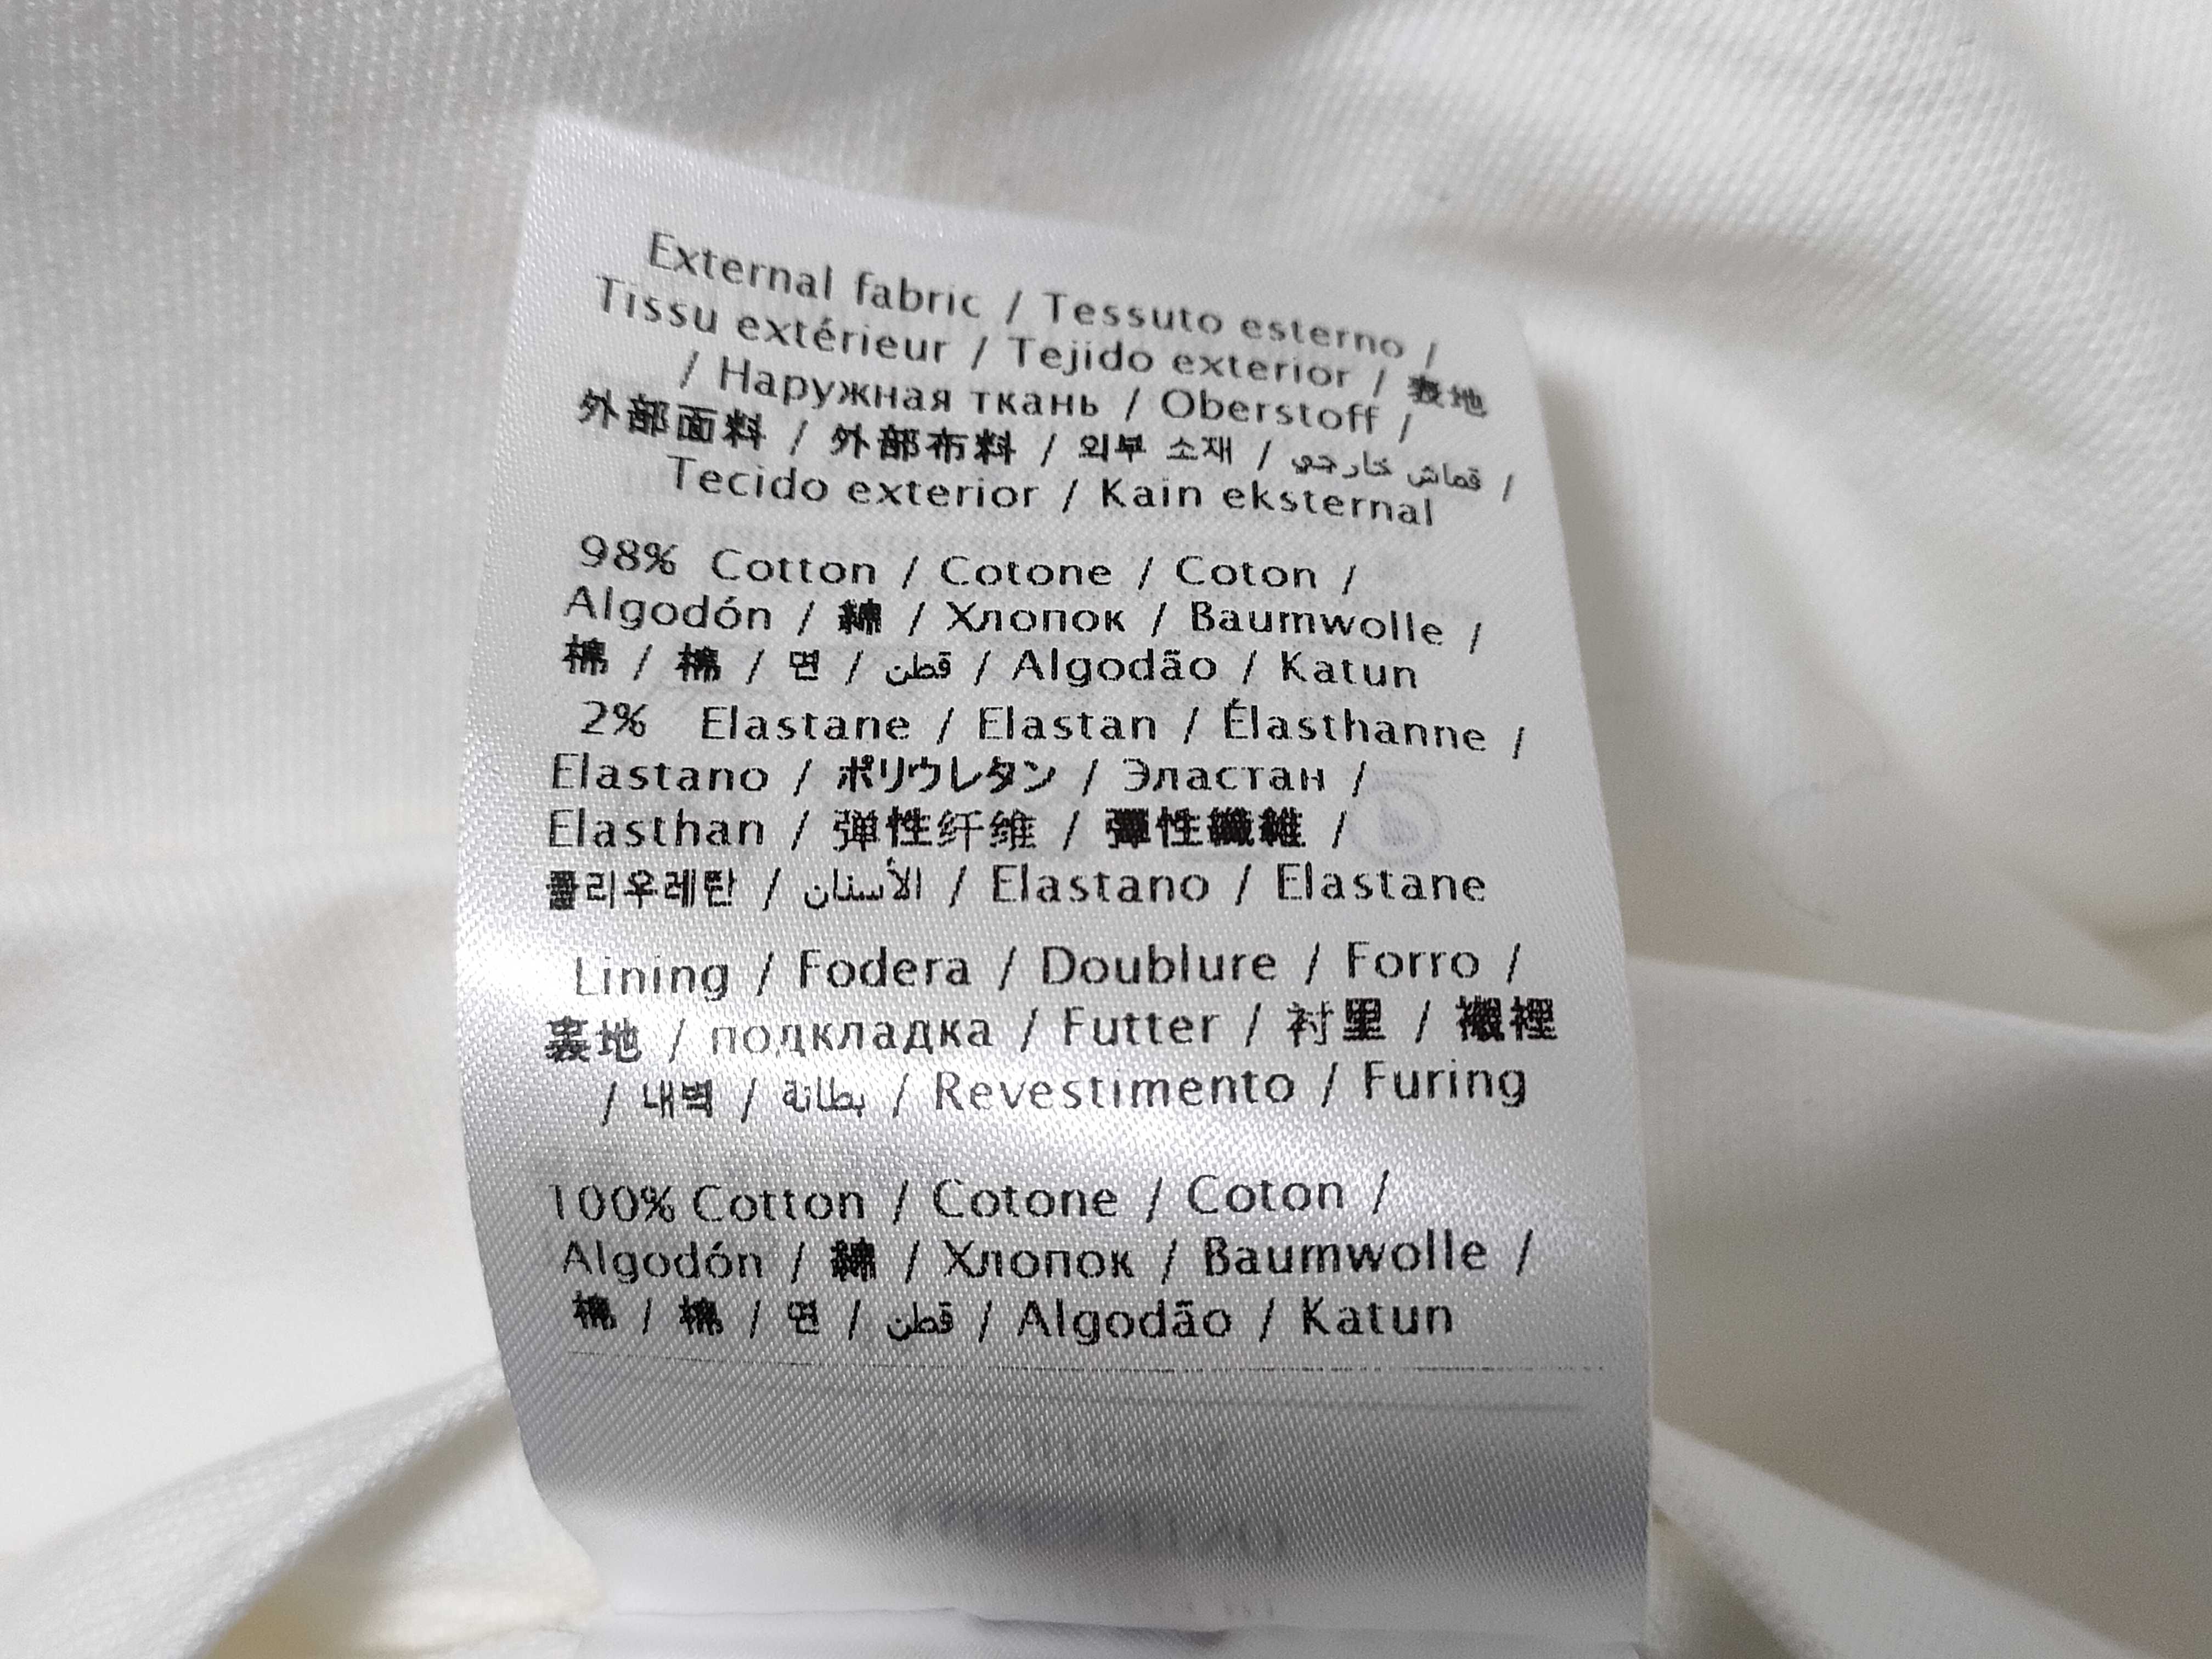 External fabric / Tessuto esterno /
Tissu extérieur / Tejido exterior / 表地
/ Наружная ткань / Oberstoff /
外部面料 / 外部布料 / 외부 소재 / قماش خارجي /
Tecido exterior / Kain eksternal
98% Cotton / Cotone / Coton /
Algodón / 綿 / Хлопок / Baumwolle /
棉 / 棉 / 면 / قطن / Algodão / Katun
2% Elastane / Elastan / Élasthanne /
Elastano / ポリウレタン / Эластан /
Elasthan / 弹性纤维 / 彈性纖維 /
폴리우레탄 / الأسنان / Elastano / Elastane
Lining / Fodera / Doublure / Forro /
裏地 / подкладка / Futter / 衬里 / 襯裡
/ 내벽 / بطانة / Revestimento / Furing
100% Cotton / Cotone / Coton /
Algodón / 綿 / Хлопок / Baumwolle /
棉 / 棉 / 면 / قطن / Algodão / Katun